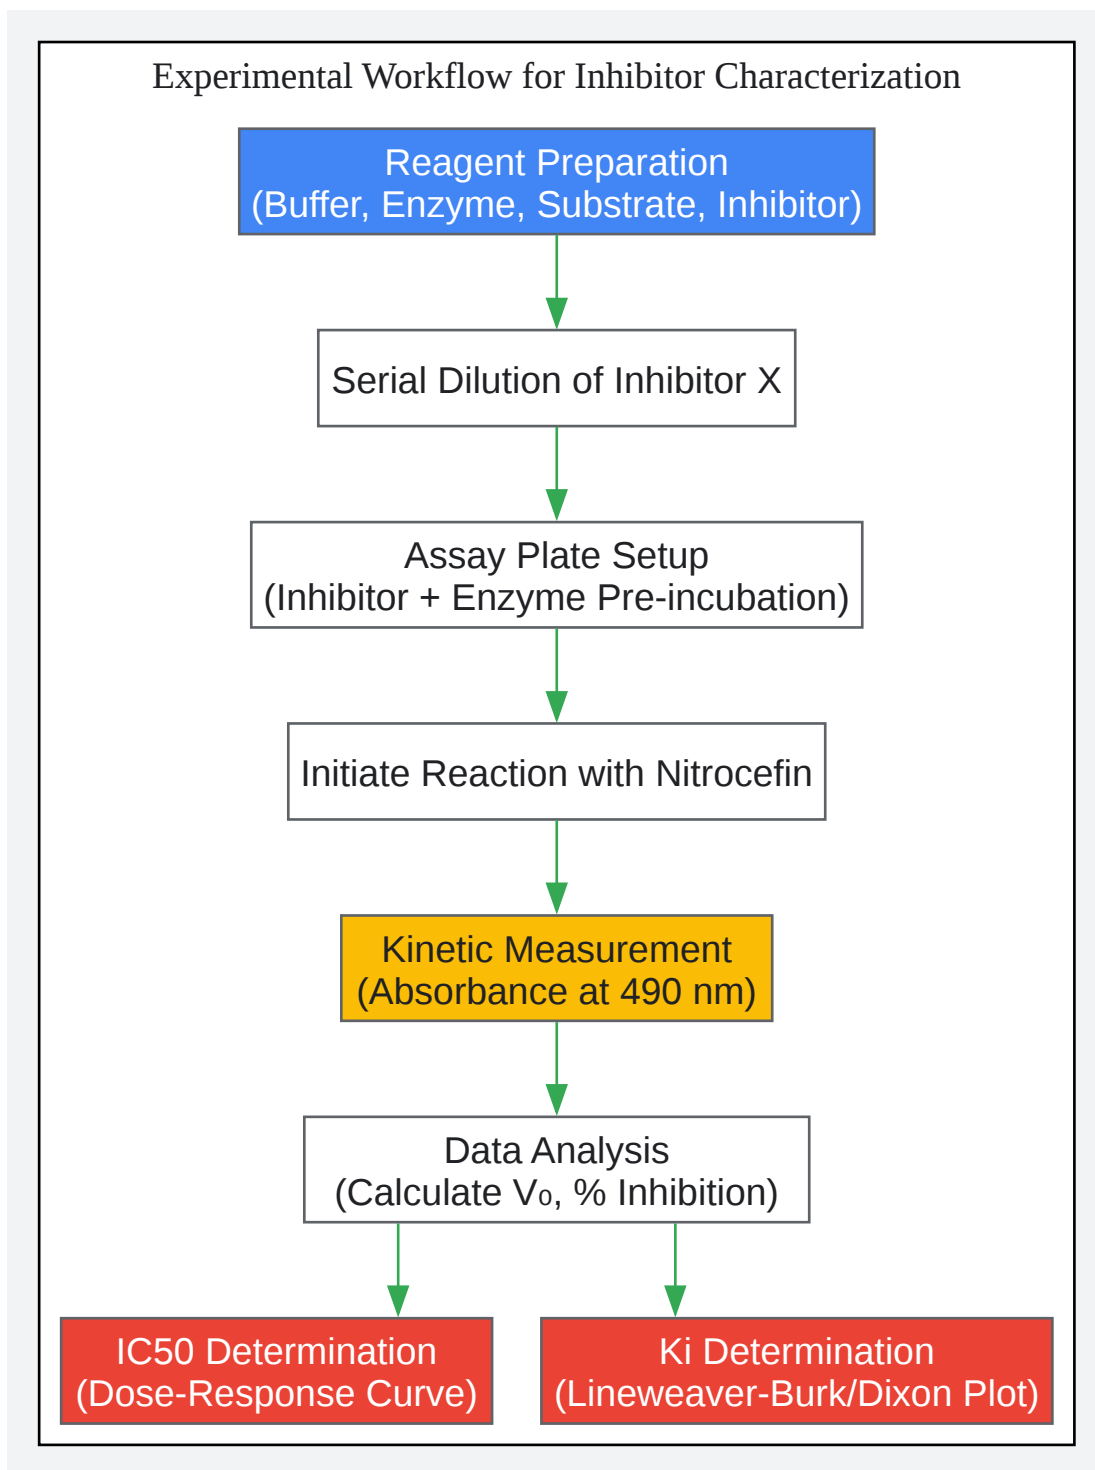 Experimental Workflow for Inhibitor Characterization
Reagent Preparation
(Buffer, Enzyme, Substrate, Inhibitor)
Serial Dilution of Inhibitor X
Assay Plate Setup
(Inhibitor + Enzyme Pre-incubation)
Initiate Reaction with Nitrocefin
Kinetic Measurement
(Absorbance at 490 nm)
Data Analysis
(Calculate V₀, % Inhibition)
IC50 Determination
(Dose-Response Curve)
Ki Determination
(Lineweaver-Burk/Dixon Plot)